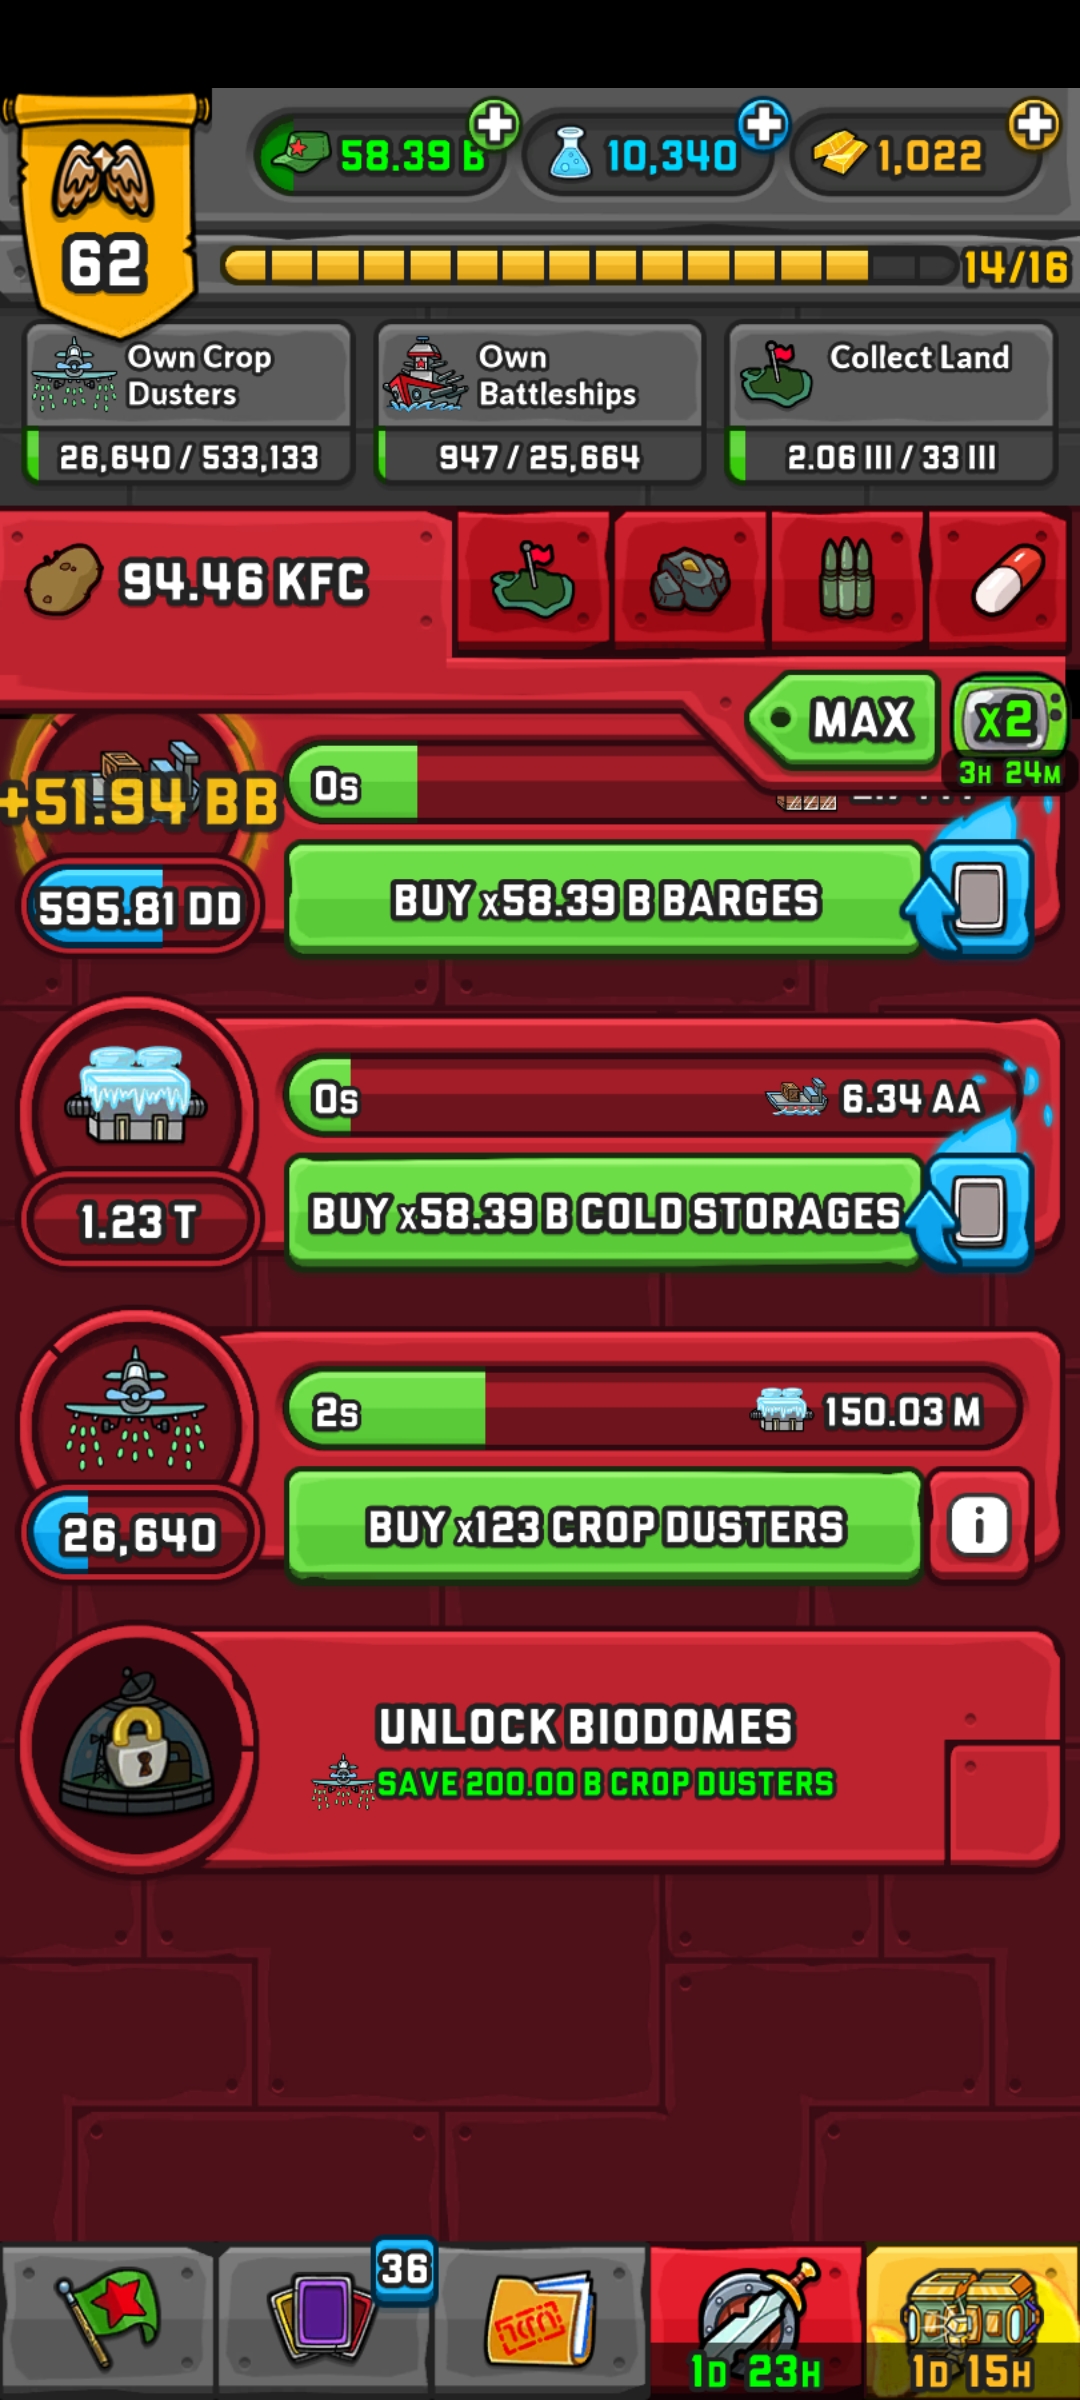 58.39 B
10,340
1,022
62
14/16
Own Crop
Dusters
26,640 / 533,133
Own
Battleships
947 / 25,664
Collect Land
2.06 III / 33 III
94.46 KFC
MAX
x2
3H 24M
+51.94 BB
0s
595.81 DD
BUY x58.39 B BARGES
0s
6.34 AA
1.23 T
BUY x58.39 B COLD STORAGES
2s
150.03 M
26,640
BUY x123 CROP DUSTERS
i
UNLOCK BIODOMES
SAVE 200.00 B CROP DUSTERS
36
1D 23H
1D 15H